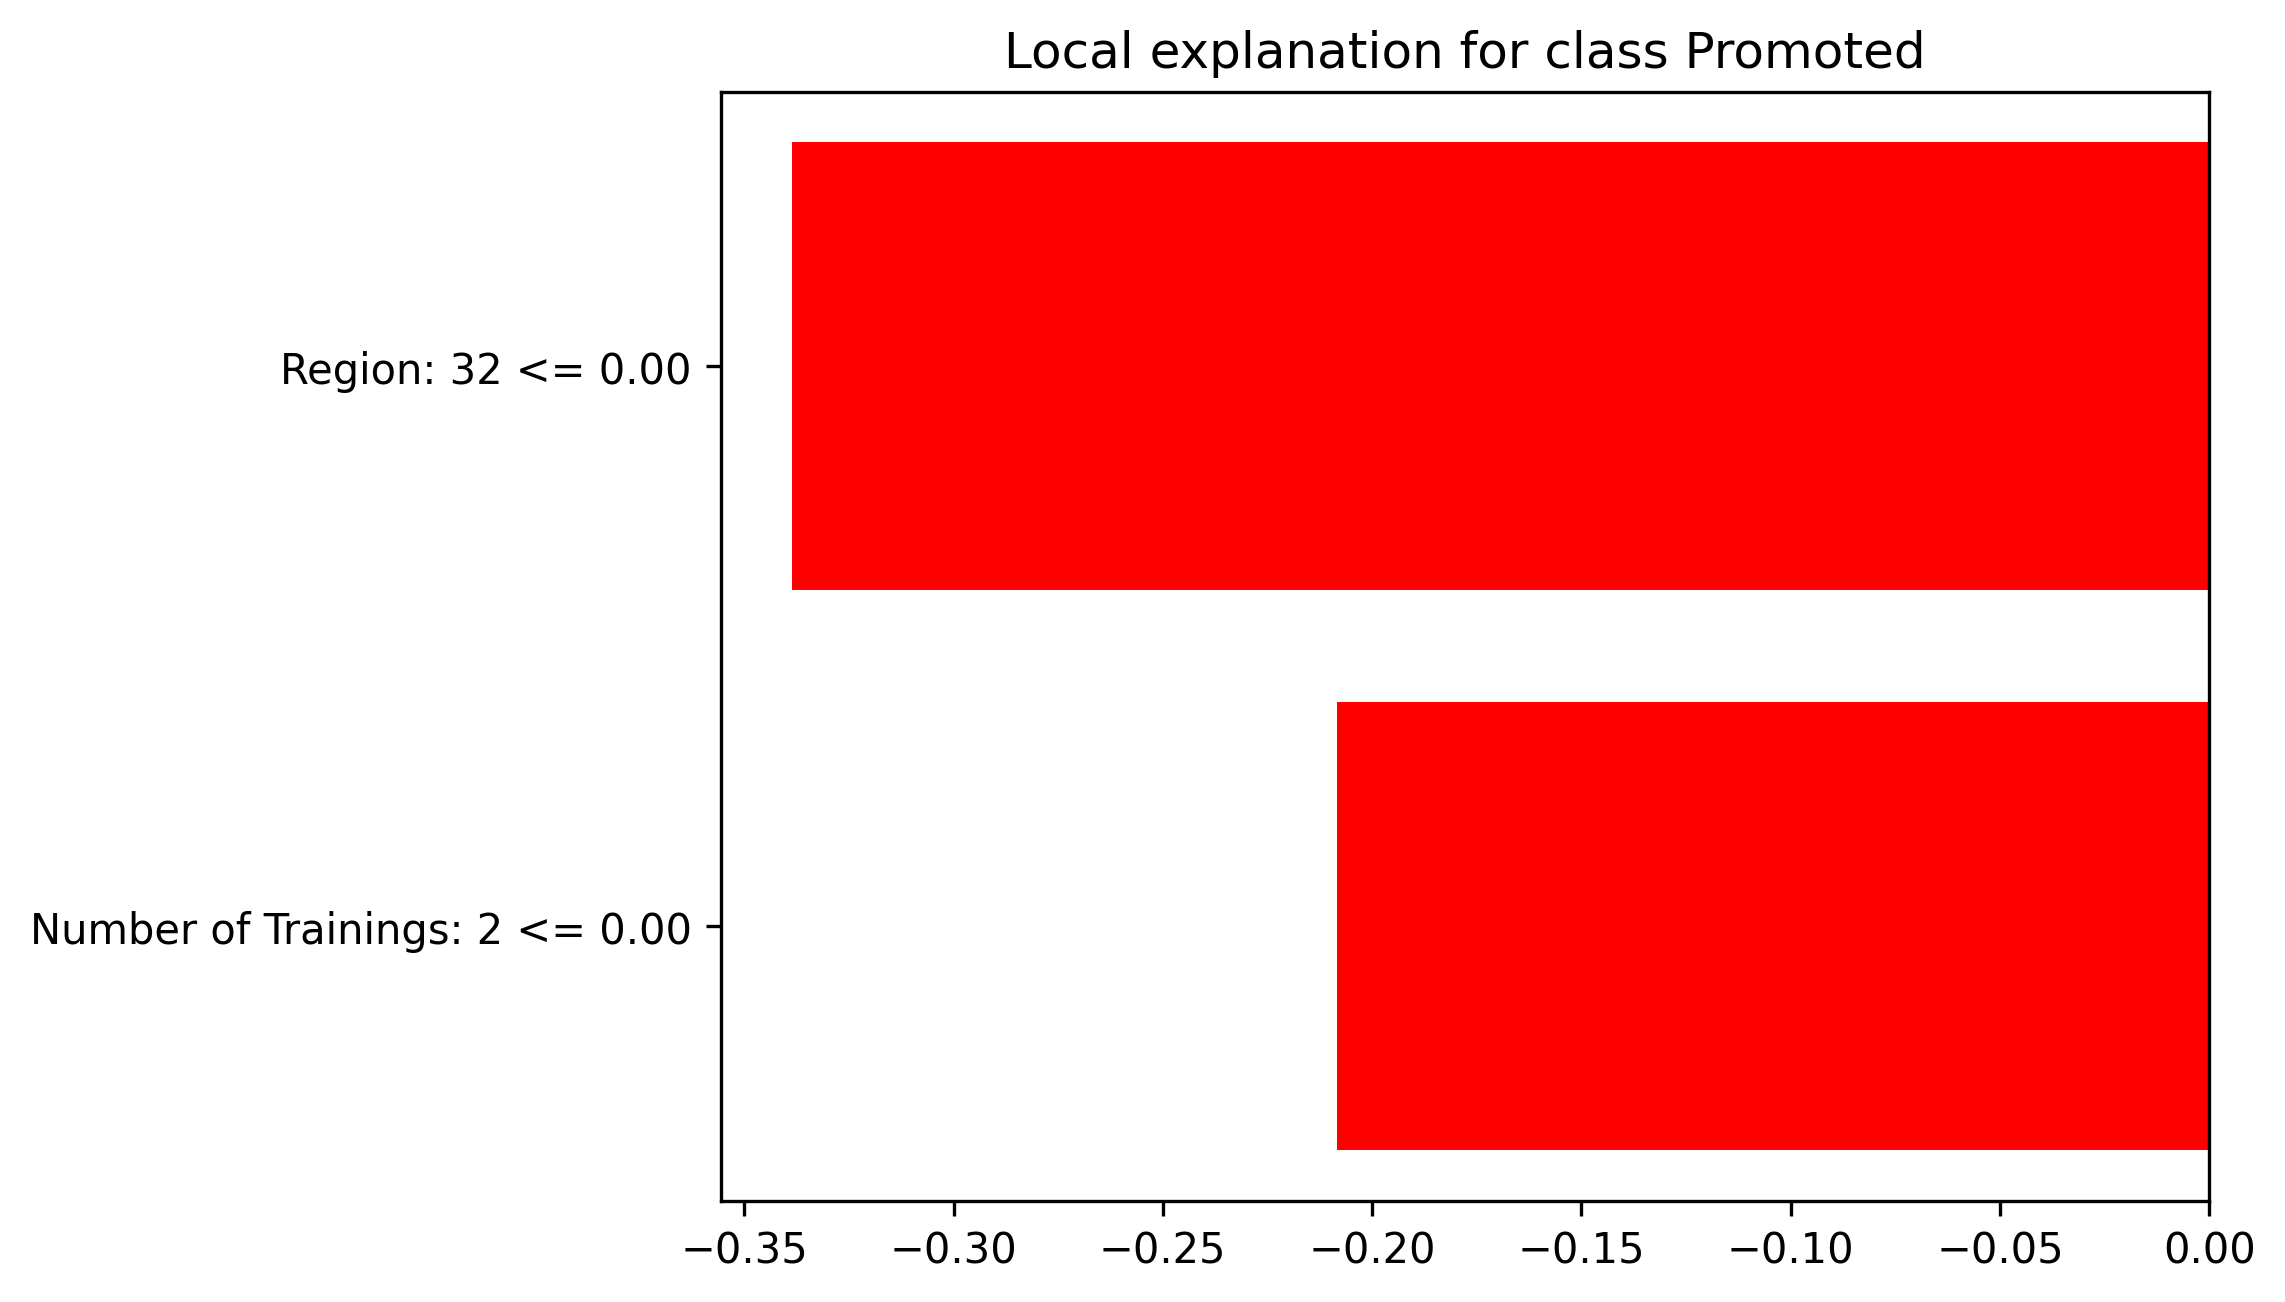 Local explanation for class Promoted
Region: 32 <= 0.00
Number of Trainings: 2 <= 0.00
−0.35 −0.30 −0.25 −0.20 −0.15 −0.10 −0.05 0.00